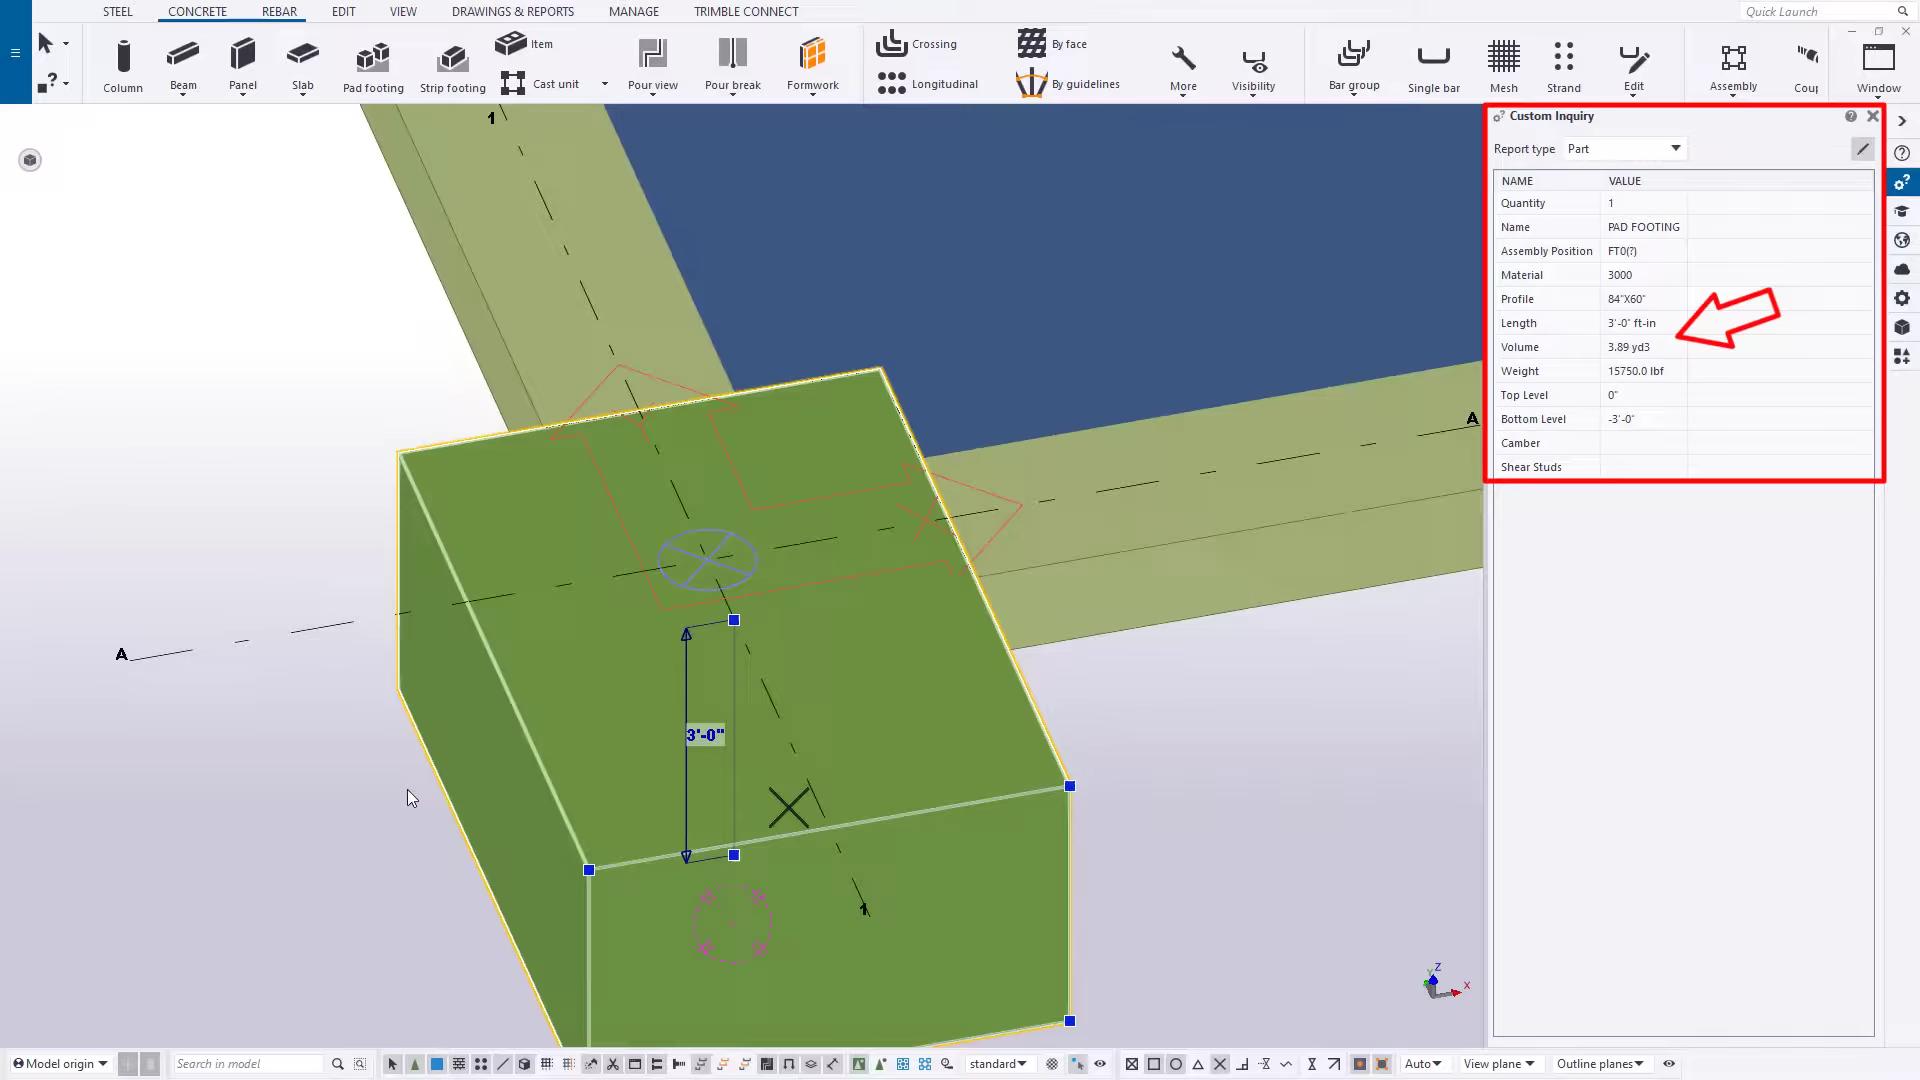 STEEL CONCRETE REBAR EDIT VIEW DRAWINGS & REPORTS MANAGE TRIMBLE CONNECT Quick Launch
Column Beam Panel Slab Pad footing Strip footing Item Cast unit Pour view Pour break Formwork
Crossing Longitudinal By face By guidelines More Visibility Bar group Single bar Mesh Strand Edit Assembly Coup Window
Custom Inquiry
Report type Part
NAME VALUE
Quantity 1
Name PAD FOOTING
Assembly Position FT0(?)
Material 3000
Profile 84"X60"
Length 3'-0" ft-in
Volume 3.89 yd3
Weight 15750.0 lbf
Top Level 0"
Bottom Level -3'-0"
Camber
Shear Studs
1
A
A
3'-0"
1
Z
Y
X
Model origin Search in model standard Auto View plane Outline planes